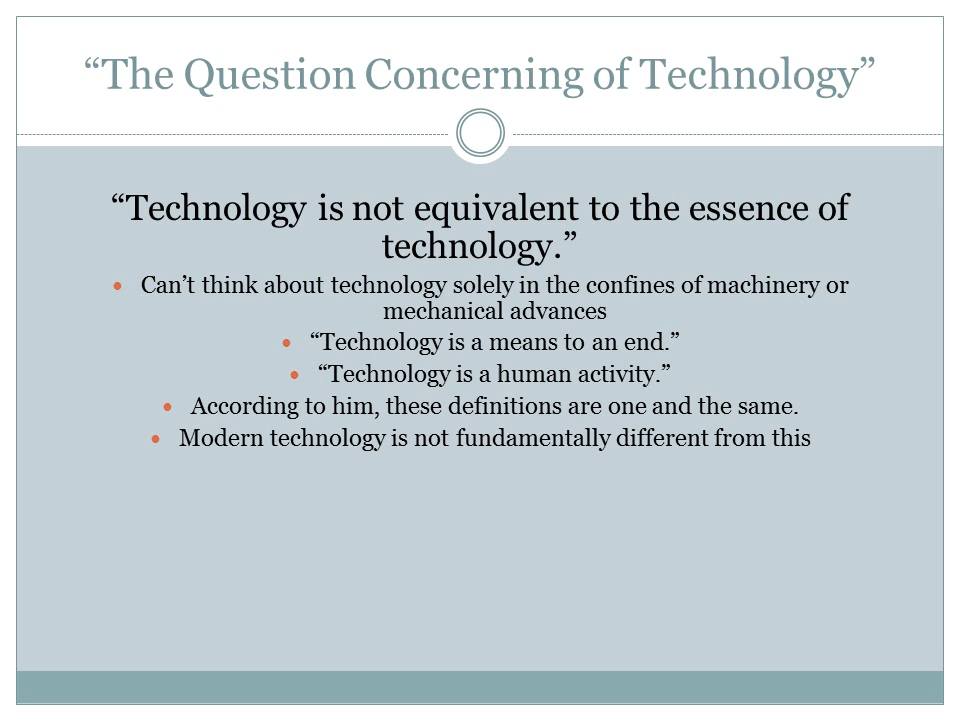 “The Question Concerning of Technology”
“Technology is not equivalent to the essence of
technology.”
• Can’t think about technology solely in the confines of machinery or
mechanical advances
• “Technology is a means to an end.”
• “Technology is a human activity.”
• According to him, these definitions are one and the same.
• Modern technology is not fundamentally different from this